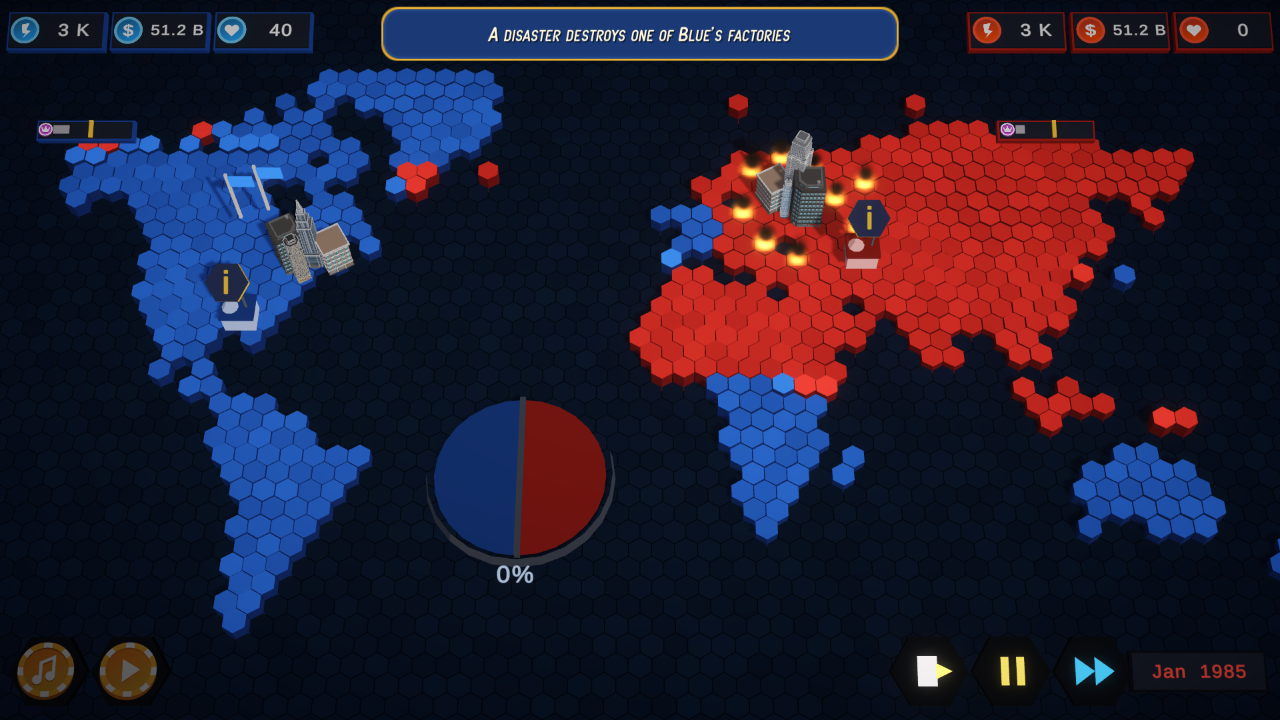 3 K
$
51.2 B
40
A DISASTER DESTROYS ONE OF BLUE'S FACTORIES
3 K
$
51.2 B
0
i
i
0%
Jan 1985